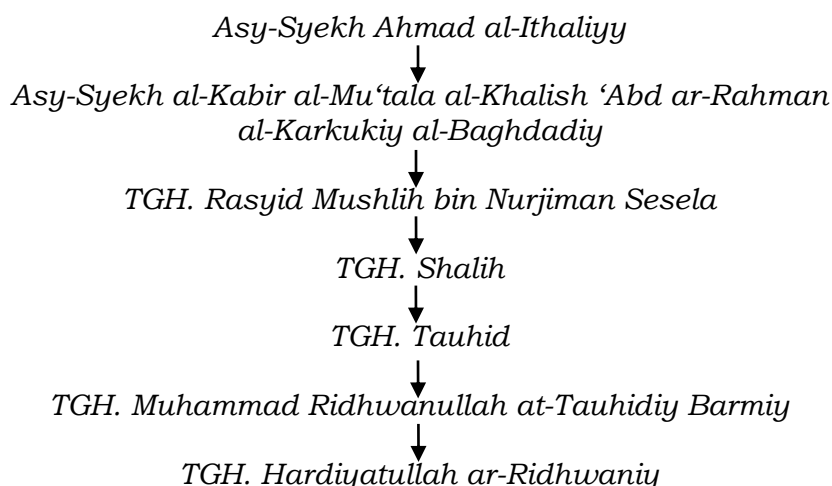 Asy-Syekh Ahmad al-Ithaliyy
Asy-Syekh al-Kabir al-Mu‘tala al-Khalish ‘Abd ar-Rahman
al-Karkukiy al-Baghdadiy
TGH. Rasyid Mushlih bin Nurjiman Sesela
TGH. Shalih
TGH. Tauhid
TGH. Muhammad Ridhwanullah at-Tauhidiy Barmiy
TGH. Hardiyatullah ar-Ridhwaniy